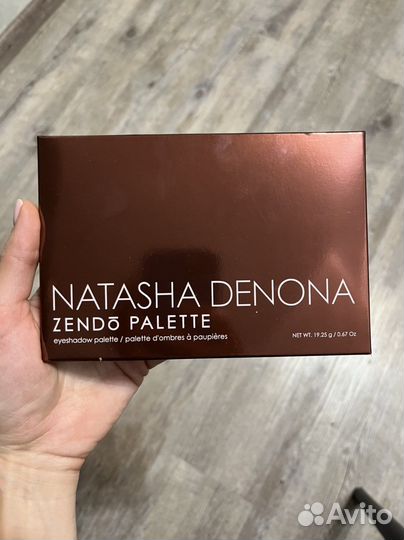 NATASHA DENONA
ZENDŌ PALETTE
eyeshadow palette / palette d'ombres à paupières
NET WT. 19.25 g / 0.67 Oz
Avito